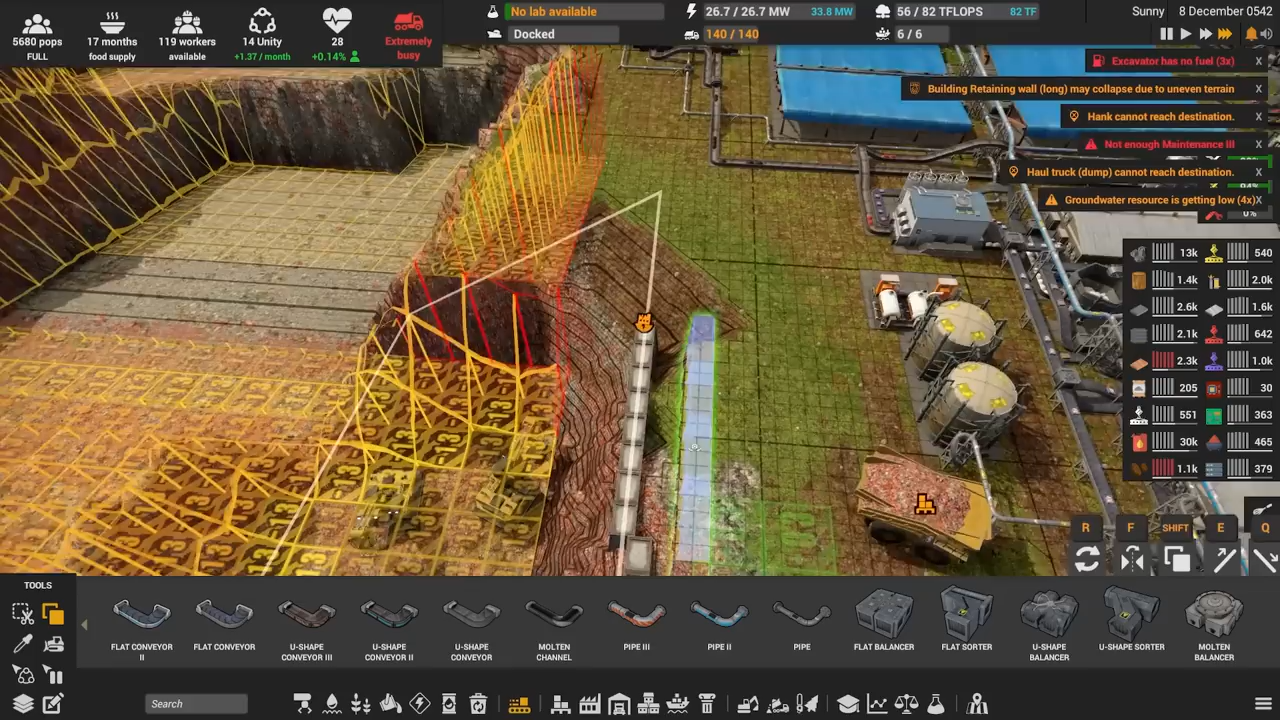 5680 pops
FULL
17 months
food supply
119 workers
available
14 Unity
+1.37 / month
28
+0.14%
Extremely
busy
No lab available
Docked
26.7 / 26.7 MW
33.8 MW
140 / 140
56 / 82 TFLOPS
82 TF
6 / 6
Sunny
8 December 0542
Excavator has no fuel (3x)
X
Building Retaining wall (long) may collapse due to uneven terrain
X
Hank cannot reach destination.
X
Not enough Maintenance III
X
Haul truck (dump) cannot reach destination.
X
Groundwater resource is getting low (4x)
X
0%
13k
540
1.4k
2.0k
2.6k
1.6k
2.1k
642
2.3k
1.0k
205
30
551
363
30k
465
1.1k
379
R
F
SHIFT
E
Q
TOOLS
FLAT CONVEYOR
II
FLAT CONVEYOR
U-SHAPE
CONVEYOR III
U-SHAPE
CONVEYOR II
U-SHAPE
CONVEYOR
MOLTEN
CHANNEL
PIPE III
PIPE II
PIPE
FLAT BALANCER
FLAT SORTER
U-SHAPE
BALANCER
U-SHAPE SORTER
MOLTEN
BALANCER
Search